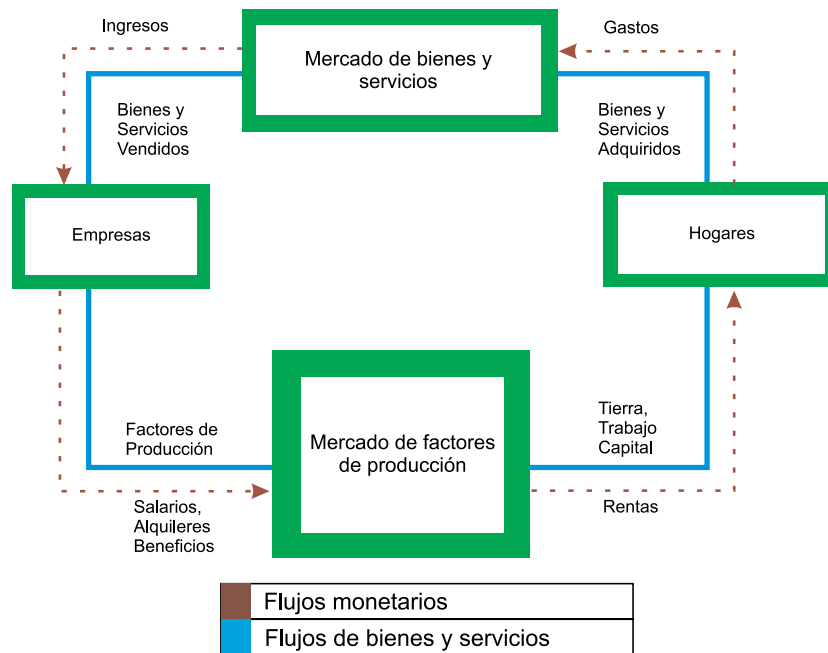 Ingresos
Gastos
Mercado de bienes y
servicios
Bienes y
Servicios
Vendidos
Bienes y
Servicios
Adquiridos
Empresas
Hogares
Factores de
Producción
Mercado de factores
de producción
Tierra,
Trabajo
Capital
Salarios,
Alquileres
Beneficios
Rentas
Flujos monetarios
Flujos de bienes y servicios